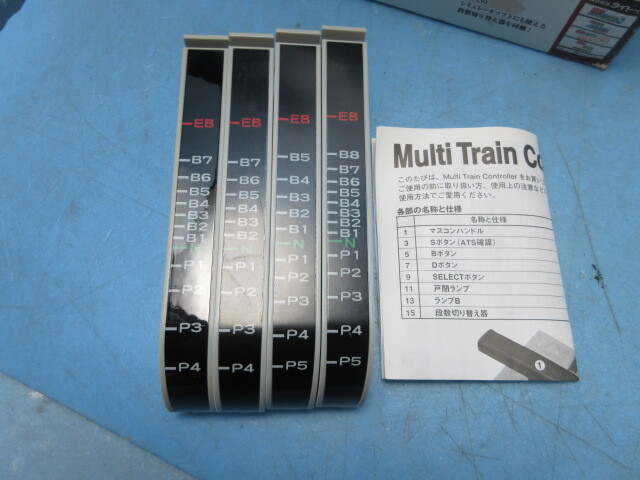 EB
B7
B6
B5
B4
B3
B2
B1
N
P1
P2
P3
P4
EB
B7
B6
B5
B4
B3
B2
B1
N
P1
P2
P3
P4
EB
B5
B4
B3
B2
B1
N
P1
P2
P3
P4
P5
EB
B8
B7
B6
B5
B4
B3
B2
B1
N
P1
P2
P3
P4
P5
Multi Train Co
このたびは、Multi Train Controller をお買い
ご使用の前に取り扱い方、使用上の注意など
使用方法でご愛用ください。
各部の名称と仕様
名称と仕様
1 マスコンハンドル
3 Sボタン(ATS確認)
5 Bボタン
7 Dボタン
9 SELECTボタン
11 戸閉ランプ
13 ランプB
15 段数切り替え器
1